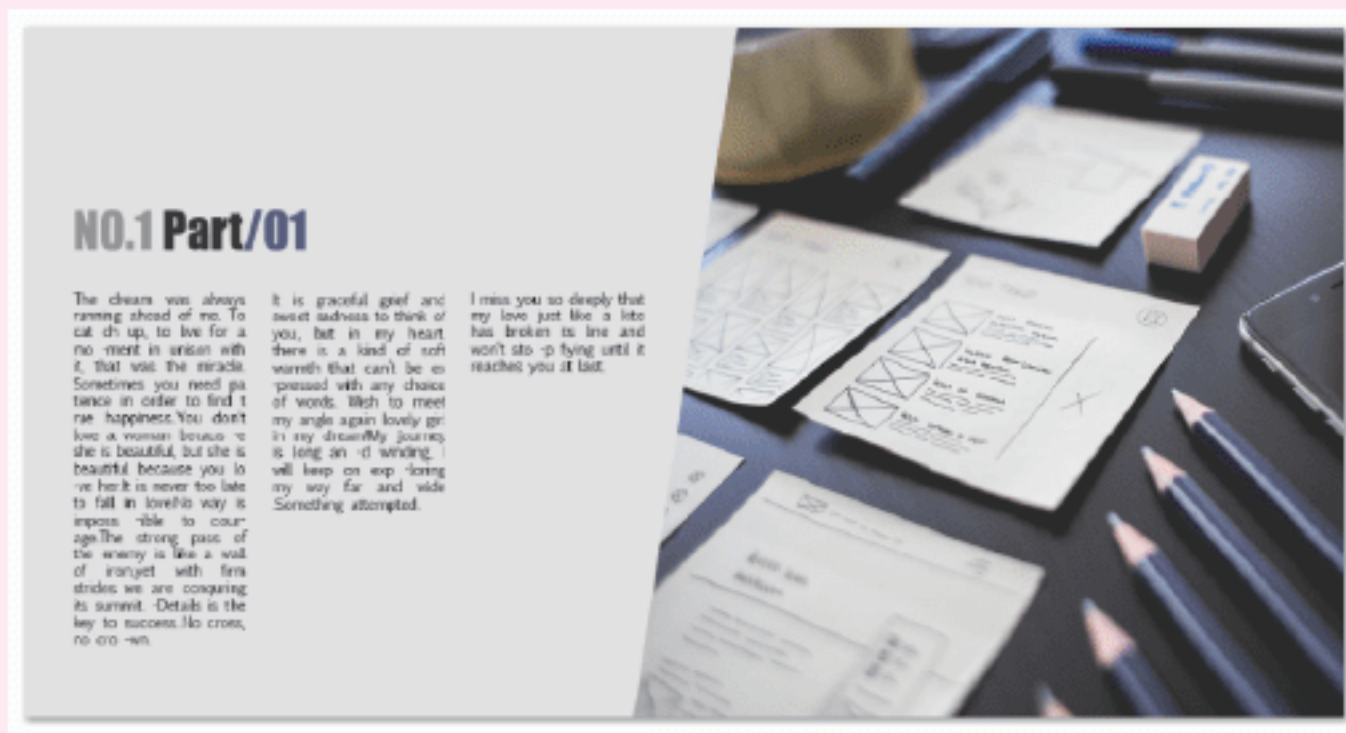 NO.1 Part/01
The dream was always
running ahead of me. To
cat ch up, to live for a
mo -ment in unison with
it, that was the miracle.
Sometimes you need pa
tience in order to find t
rue happiness.You don't
love a woman becaus -e
she is beautiful, but she is
beautiful because you lo
-ve her.It is never too late
to fall in love!No way is
imposs -ible to cour-
age.The strong pass of
the enemy is like a wall
of iron,yet with firm
strides we are conquring
its summit. -Details is the
key to success.No cross,
no cro -wn.
It is graceful grief and
sweet sadness to think of
you, but in my heart,
there is a kind of soft
warmth that can't be ex
-pressed with any choice
of words. Wish to meet
my angle again lovely girl
in my dream!My journey
is long an -d winding, I
will keep on exp -loring
my way far and wide
.Something attempted.
I miss you so deeply that
my love just like a kite
has broken its line and
won't sto -p flying until it
reaches you at last.